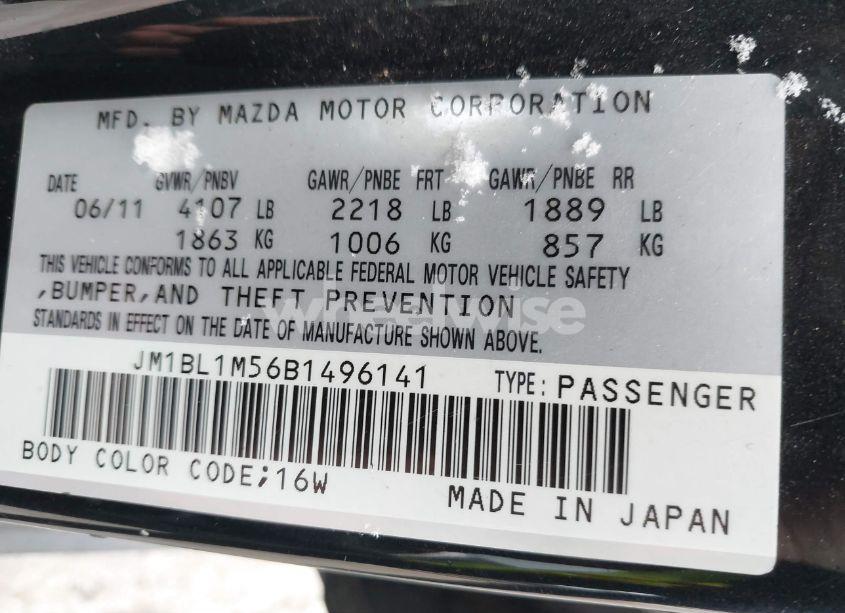 MFD. BY MAZDA MOTOR CORPORATION
DATE GVWR/PNBV GAWR/PNBE FRT GAWR/PNBE RR
06/11 4107 LB 2218 LB 1889 LB
1863 KG 1006 KG 857 KG
THIS VEHICLE CONFORMS TO ALL APPLICABLE FEDERAL MOTOR VEHICLE SAFETY
,BUMPER,AND THEFT PREVENTION
wheelwise
STANDARDS IN EFFECT ON THE DATE OF MANUFACTURE SHOWN ABOVE.
JM1BL1M56B1496141 TYPE: PASSENGER
BODY COLOR CODE;16W
MADE IN JAPAN